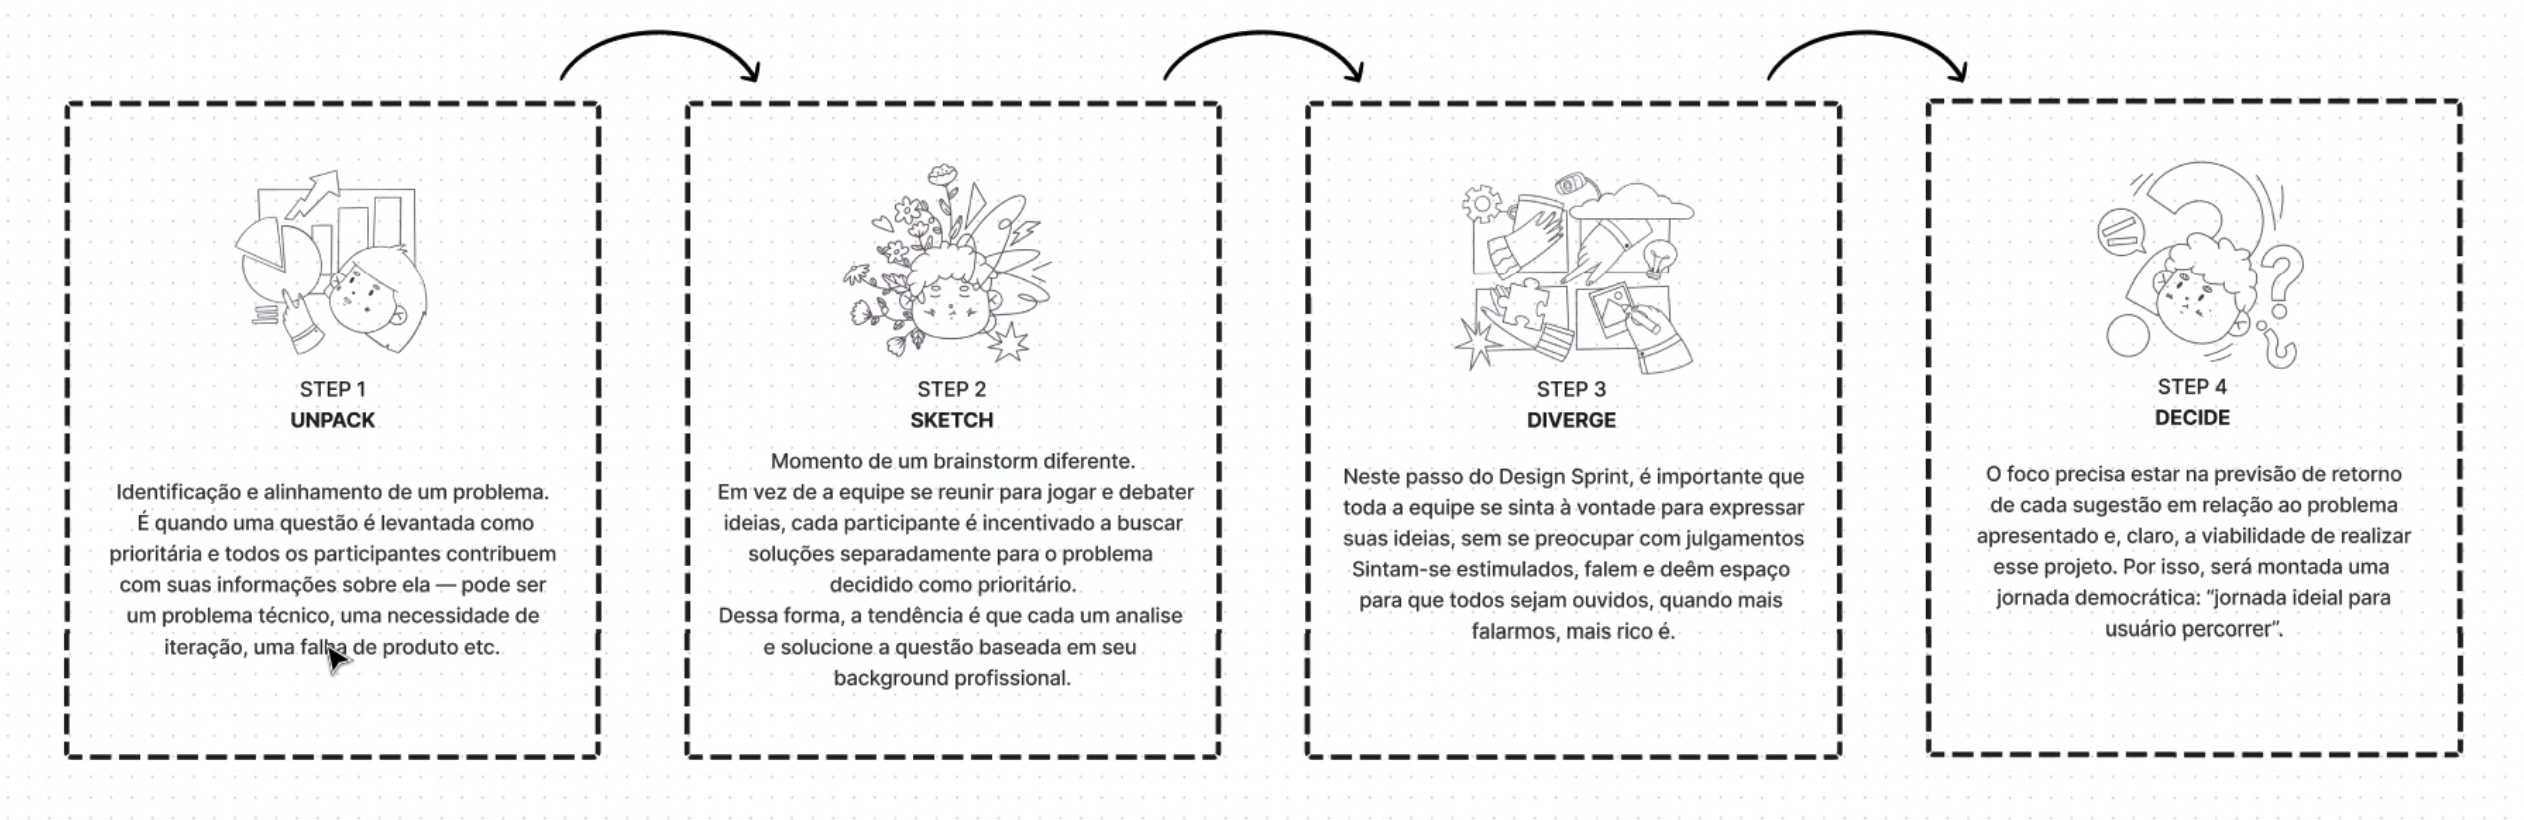 STEP 1
UNPACK
Identificação e alinhamento de um problema.
É quando uma questão é levantada como
prioritária e todos os participantes contribuem
com suas informações sobre ela — pode ser
um problema técnico, uma necessidade de
iteração, uma falha de produto etc.
STEP 2
SKETCH
Momento de um brainstorm diferente.
Em vez de a equipe se reunir para jogar e debater
ideias, cada participante é incentivado a buscar
soluções separadamente para o problema
decidido como prioritário.
Dessa forma, a tendência é que cada um analise
e solucione a questão baseada em seu
background profissional.
STEP 3
DIVERGE
Neste passo do Design Sprint, é importante que
toda a equipe se sinta à vontade para expressar
suas ideias, sem se preocupar com julgamentos
Sintam-se estimulados, falem e deêm espaço
para que todos sejam ouvidos, quando mais
falarmos, mais rico é.
STEP 4
DECIDE
O foco precisa estar na previsão de retorno
de cada sugestão em relação ao problema
apresentado e, claro, a viabilidade de realizar
esse projeto. Por isso, será montada uma
jornada democrática: “jornada ideial para
usuário percorrer”.